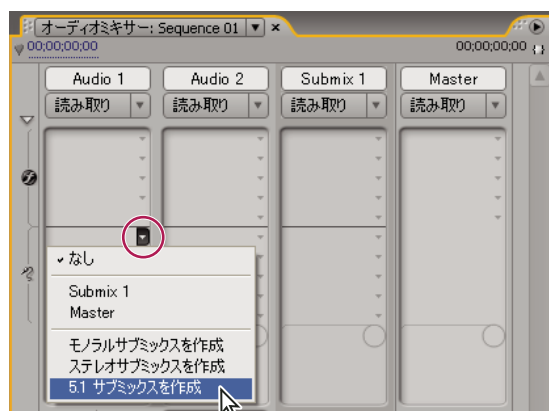 オーディオミキサー: Sequence 01
00;00;00;00
00;00;00;00
Audio 1
Audio 2
Submix 1
Master
読み取り
読み取り
読み取り
読み取り
なし
Submix 1
Master
モノラルサブミックスを作成
ステレオサブミックスを作成
5.1 サブミックスを作成